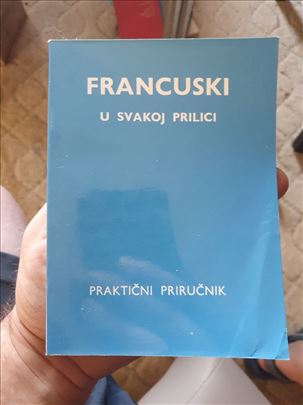 FRANCUSKI
U SVAKOJ PRILICI
PRAKTIČNI PRIRUČNIK